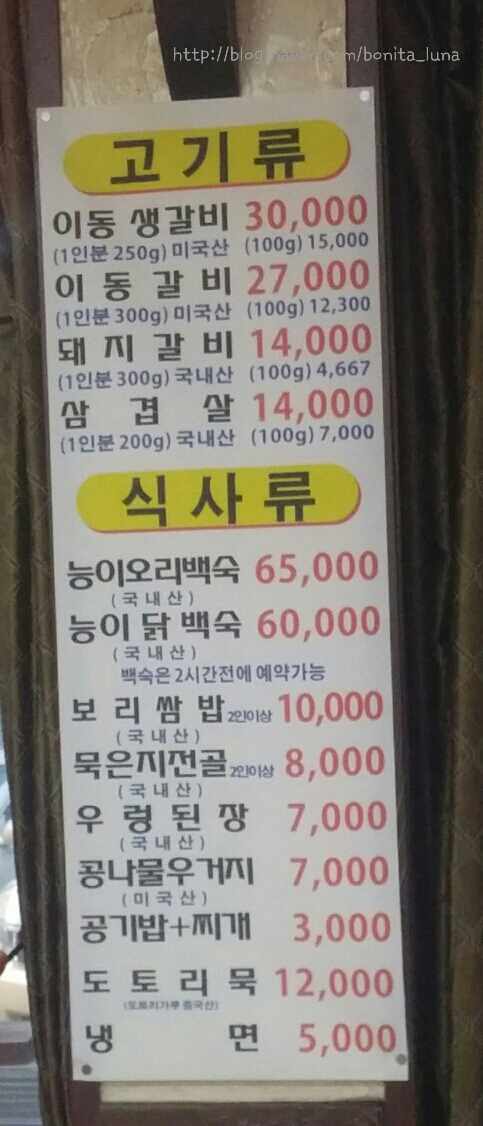 http://blog.naver.com/bonita_luna
고기류
이동 생갈비 30,000
(1인분 250g) 미국산 (100g) 15,000
이동갈비 27,000
(1인분 300g) 미국산 (100g) 12,300
돼지갈비 14,000
(1인분 300g) 국내산 (100g) 4,667
삼겹살 14,000
(1인분 200g) 국내산 (100g) 7,000
식사류
능이오리백숙 65,000
(국내산)
능이닭백숙 60,000
(국내산)
백숙은 2시간전에 예약가능
보리쌈밥 2인이상 10,000
(국내산)
묵은지전골 2인이상 8,000
(국내산)
우렁된장 7,000
(국내산)
콩나물우거지 7,000
(미국산)
공기밥+찌개 3,000
도토리묵 12,000
(도토리가루 중국산)
냉면 5,000